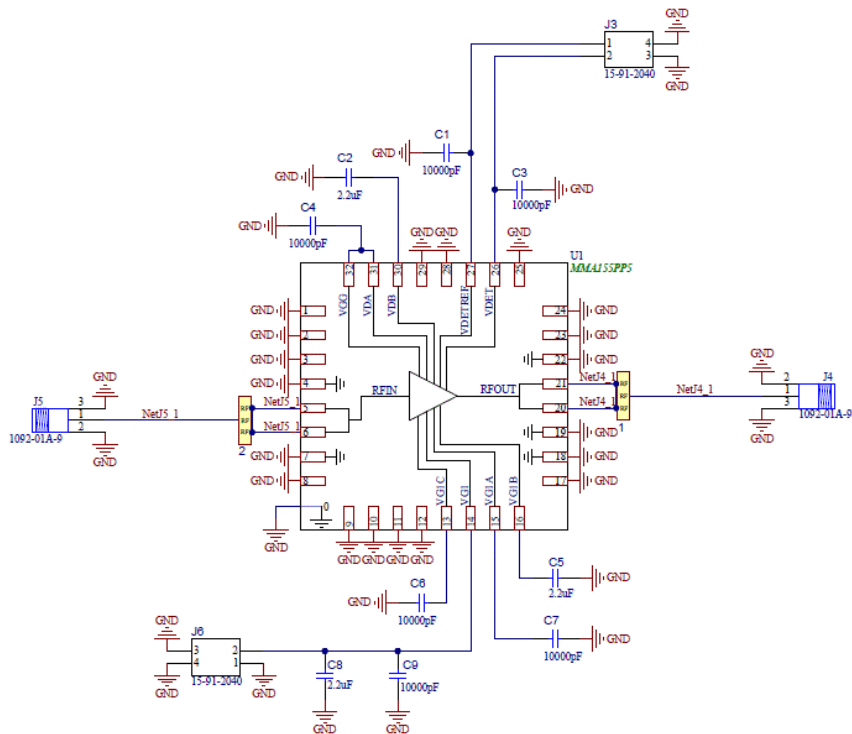 J3
GND
1 4
2 3
15-91-2040
GND
C1
GND
10000pF
C2
GND
2.2uF
C3
GND
10000pF
C4
GND
10000pF
GND GND GND
U1
MMA155PP5
32 31 30 29 28 27 26 25
VGG VDA VDB VDETREF VDET
GND 1 24 GND
GND 2 23 GND
GND 3 22 GND
GND 4 21 NetJ4_1 RF
RFIN RFOUT
NetJ5_1 5 20 NetJ4_1 RF
NetJ5_1 6 19 GND
GND 7 18 GND
GND 8 17 GND
RF
1
NetJ4_1
GND
2 J4
1
3 1092-01A-9
GND
J5 3 GND
1 NetJ5_1
2
1092-01A-9
GND
RF
RF
RF
2
0
GND
VG1C VG1 VG1A VG1B
9 10 11 12 13 14 15 16
GND GND GND GND
C5
GND
2.2uF
C6
GND
10000pF
C7
GND
10000pF
GND
J6
3 2
4 1
15-91-2040
GND GND
C8
2.2uF
GND
C9
10000pF
GND